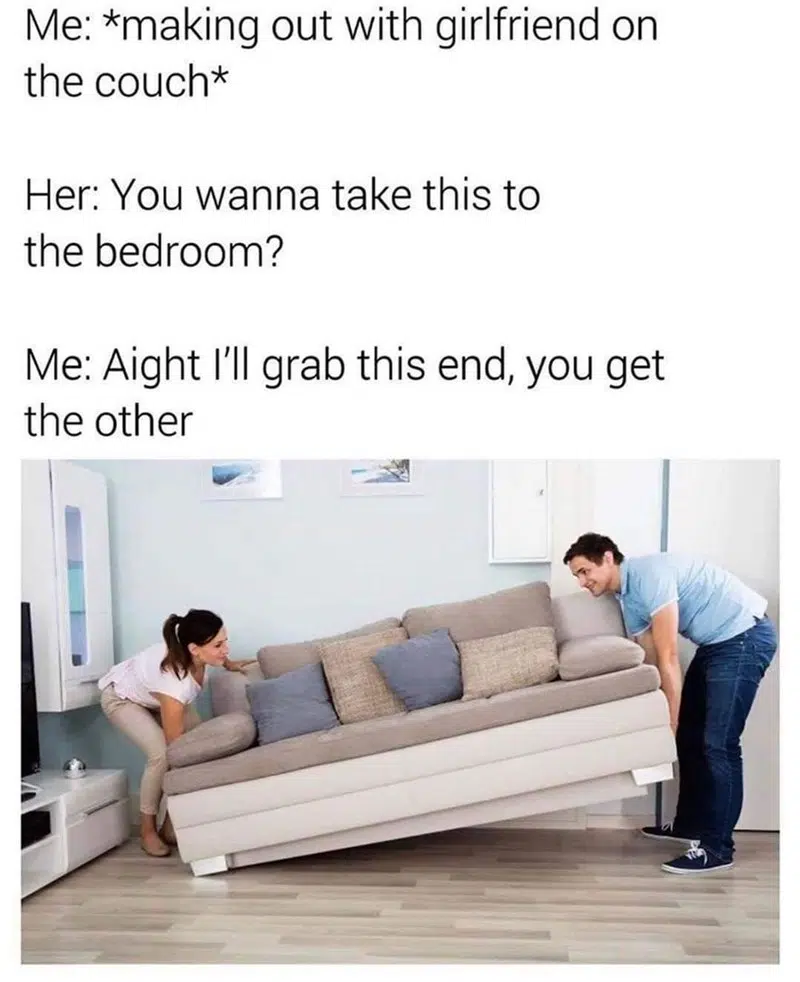 Me: *making out with girlfriend on
the couch*
Her: You wanna take this to
the bedroom?
Me: Aight I'll grab this end, you get
the other